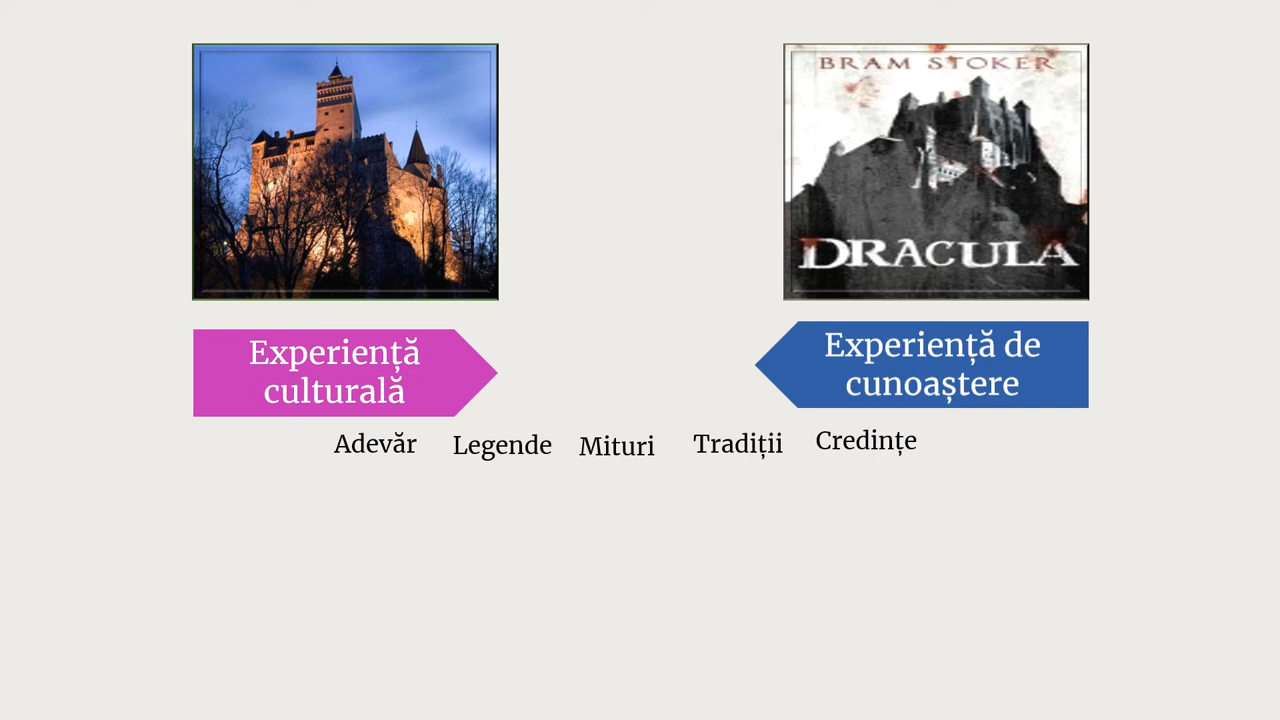 BRAM STOKER
DRACULA
Experiență
culturală
Experiență de
cunoaștere
Adevăr
Legende
Mituri
Tradiții
Credințe